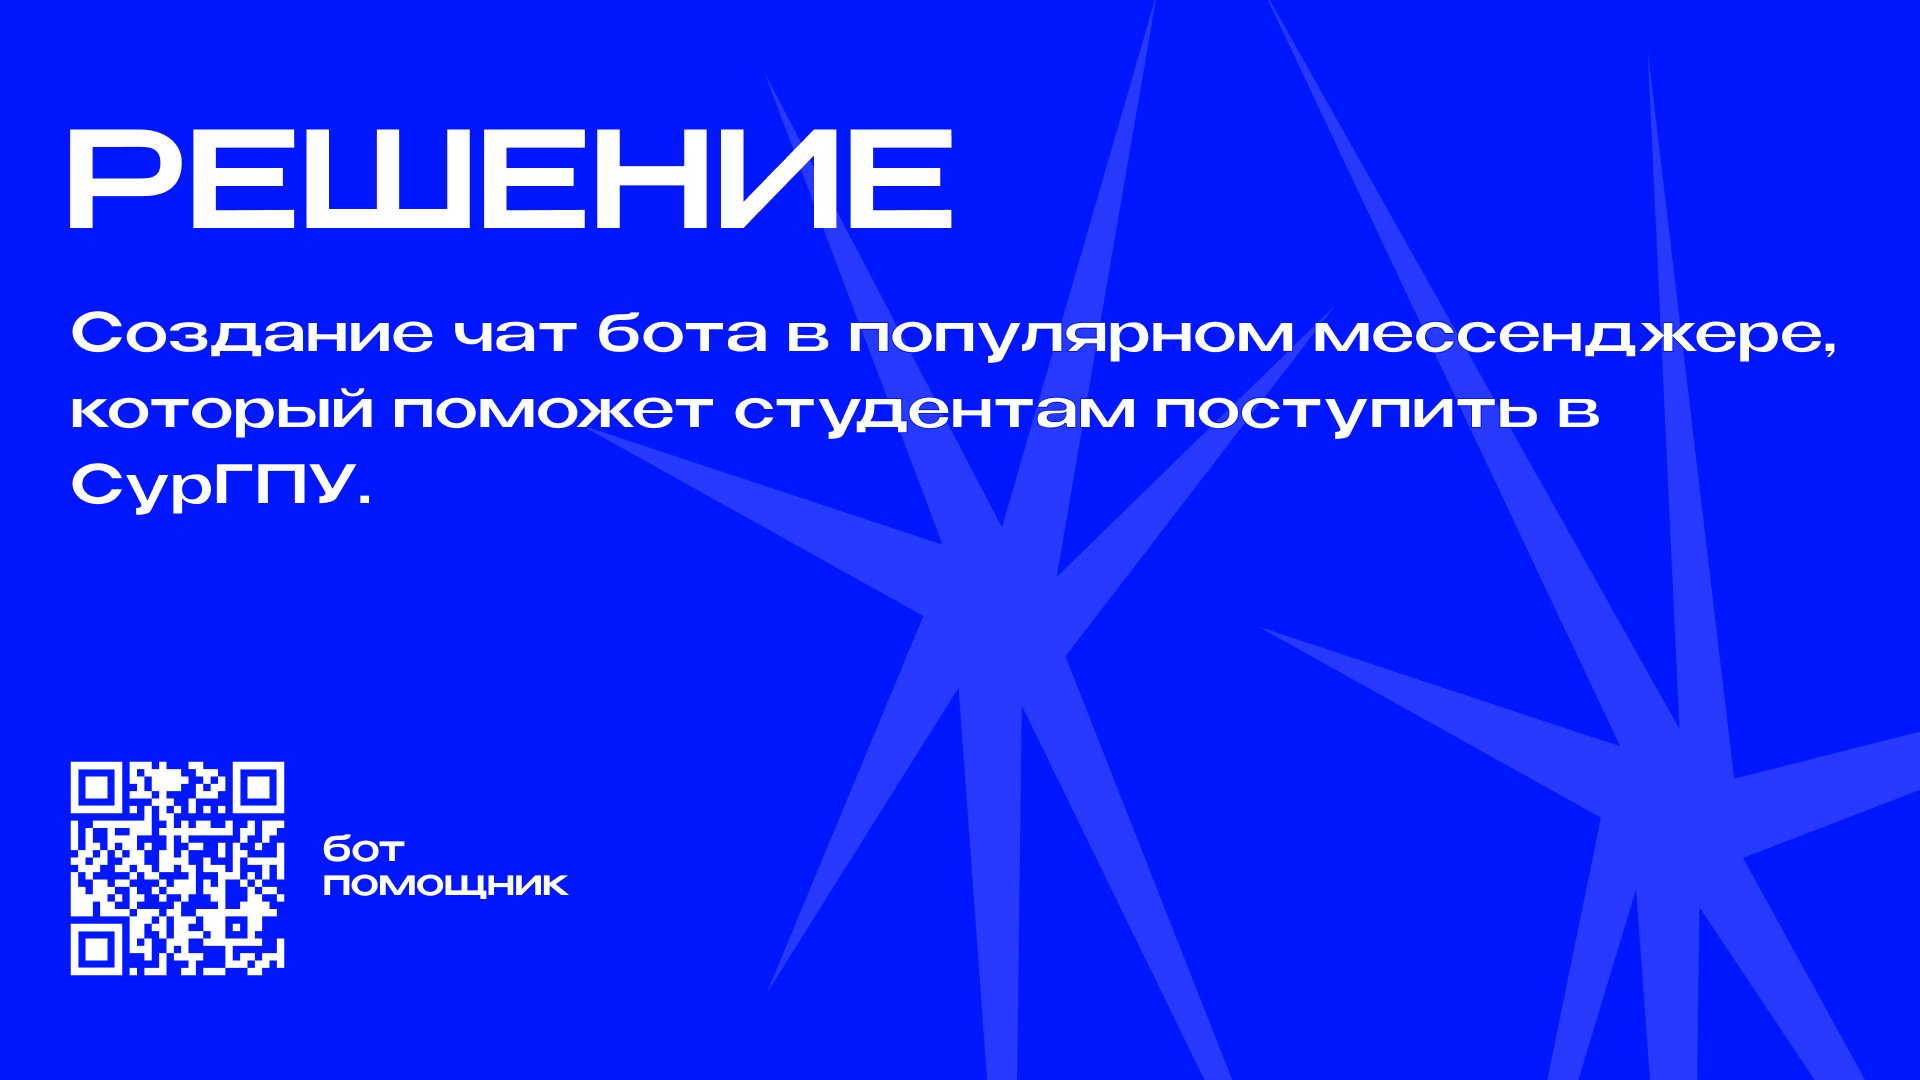 РЕШЕНИЕ
Создание чат бота в популярном мессенджере,
который поможет студентам поступить в
СурГПУ.
бот
помощник